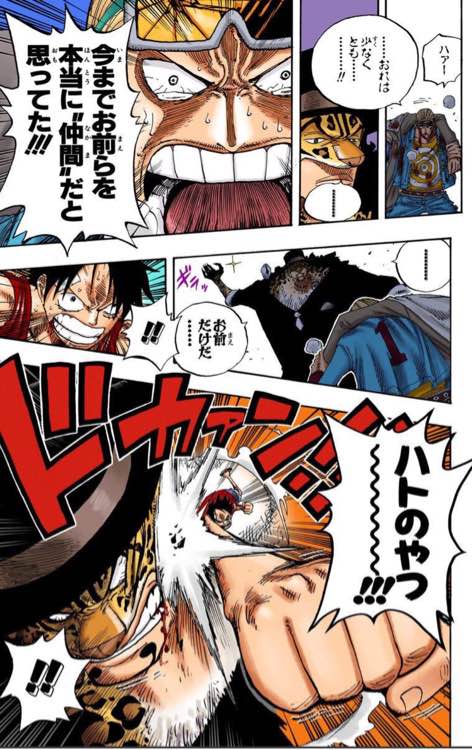 ハァー
……おれは
少なく
とも…
……!!
…………
今までお前らを
本当に“仲間”だと
思ってた!!!
…………
ギラッ
お前
だけだ
……
!!
1
ハトのやつ
〜〜〜〜!!!
ドカァン!!
!!